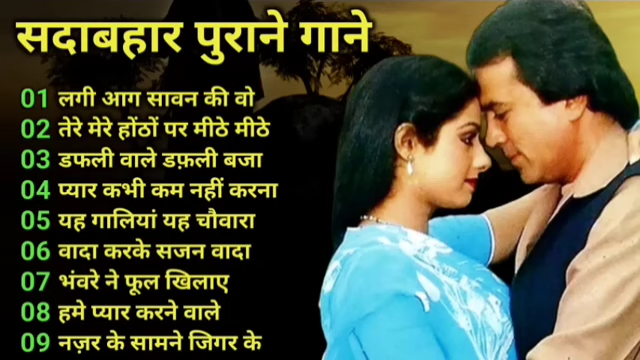 सदाबहार पुराने गाने
01 लगी आग सावन की वो
02 तेरे मेरे होंठों पर मीठे मीठे
03 डफली वाले डफ़ली बजा
04 प्यार कभी कम नहीं करना
05 यह गालियां यह चौवारा
06 वादा करके सजन वादा
07 भंवरे ने फूल खिलाए
08 हमे प्यार करने वाले
09 नज़र के सामने जिगर के